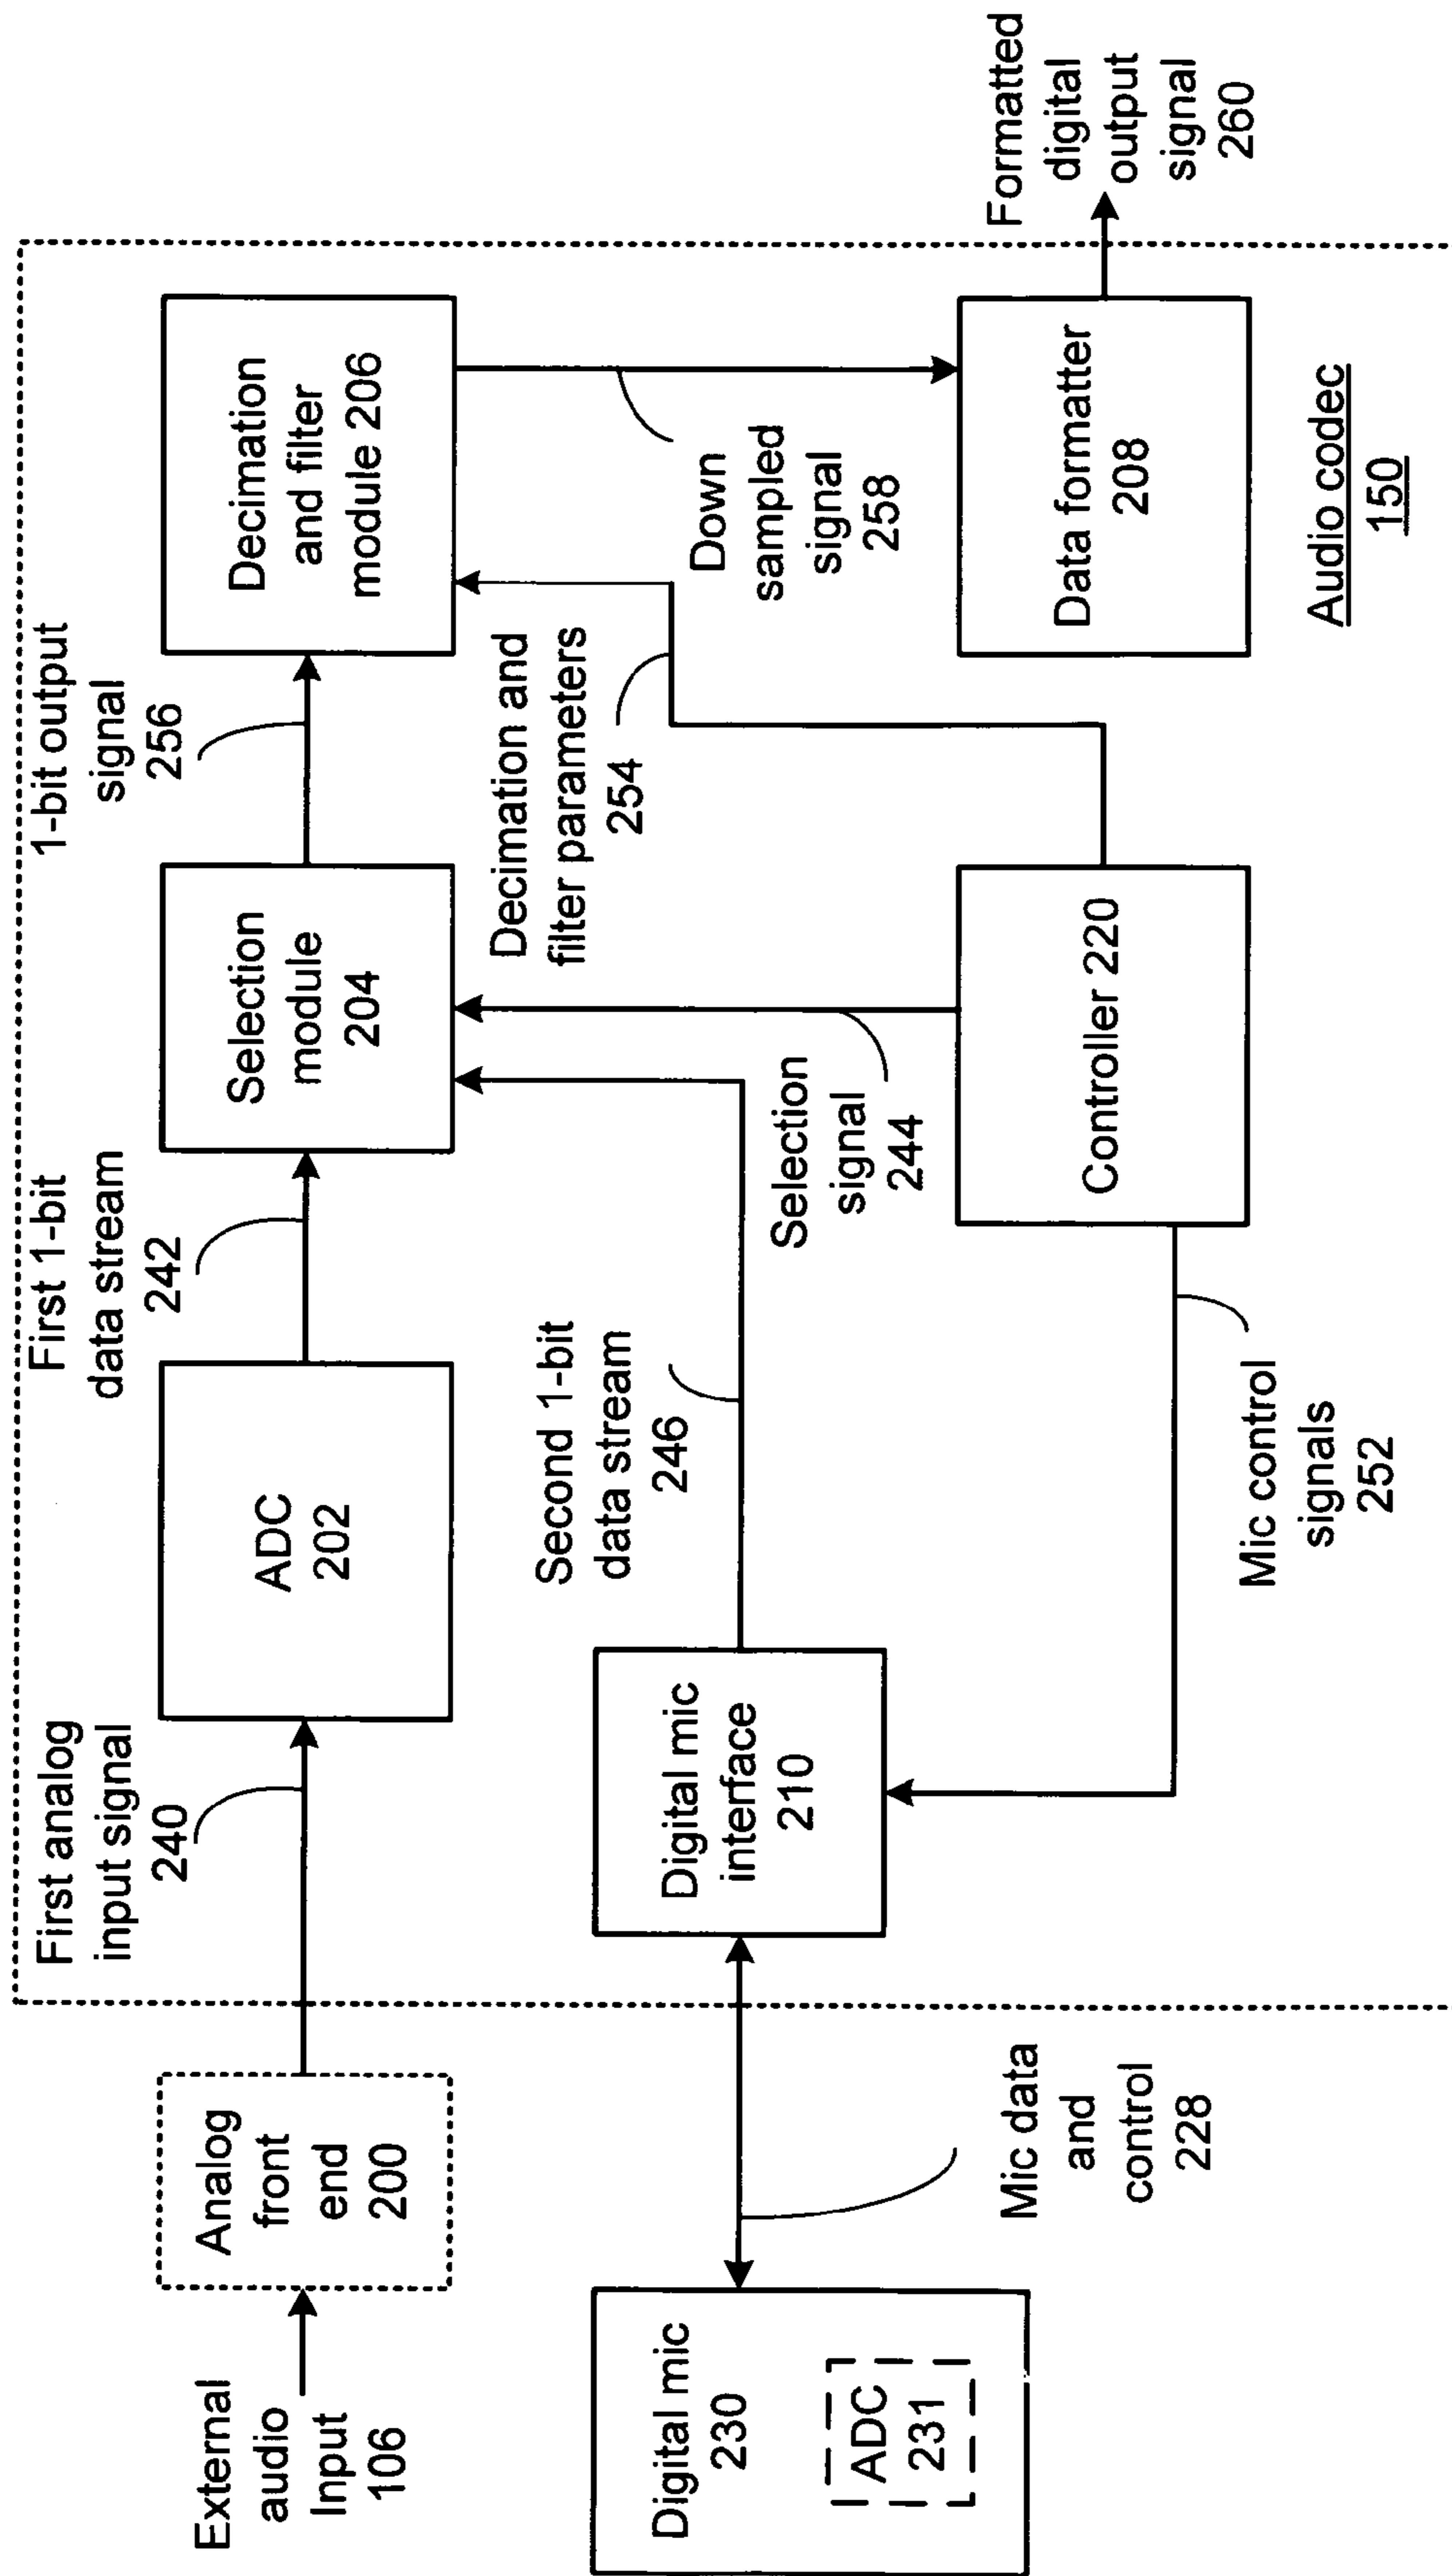 External
audio
Input
106
Analog
front
end
200
First analog
input signal
240
ADC
202
First 1-bit
data stream
242
Selection
module
204
1-bit output
signal
256
Decimation
and filter
module 206
Digital mic
230
ADC
231
Mic data
and
control
228
Digital mic
interface
210
Second 1-bit
data stream
246
Selection
signal
244
Decimation and
filter parameters
254
Down
sampled
signal
258
Mic control
signals
252
Controller 220
Data formatter
208
Formatted
digital
output
signal
260
Audio codec
150